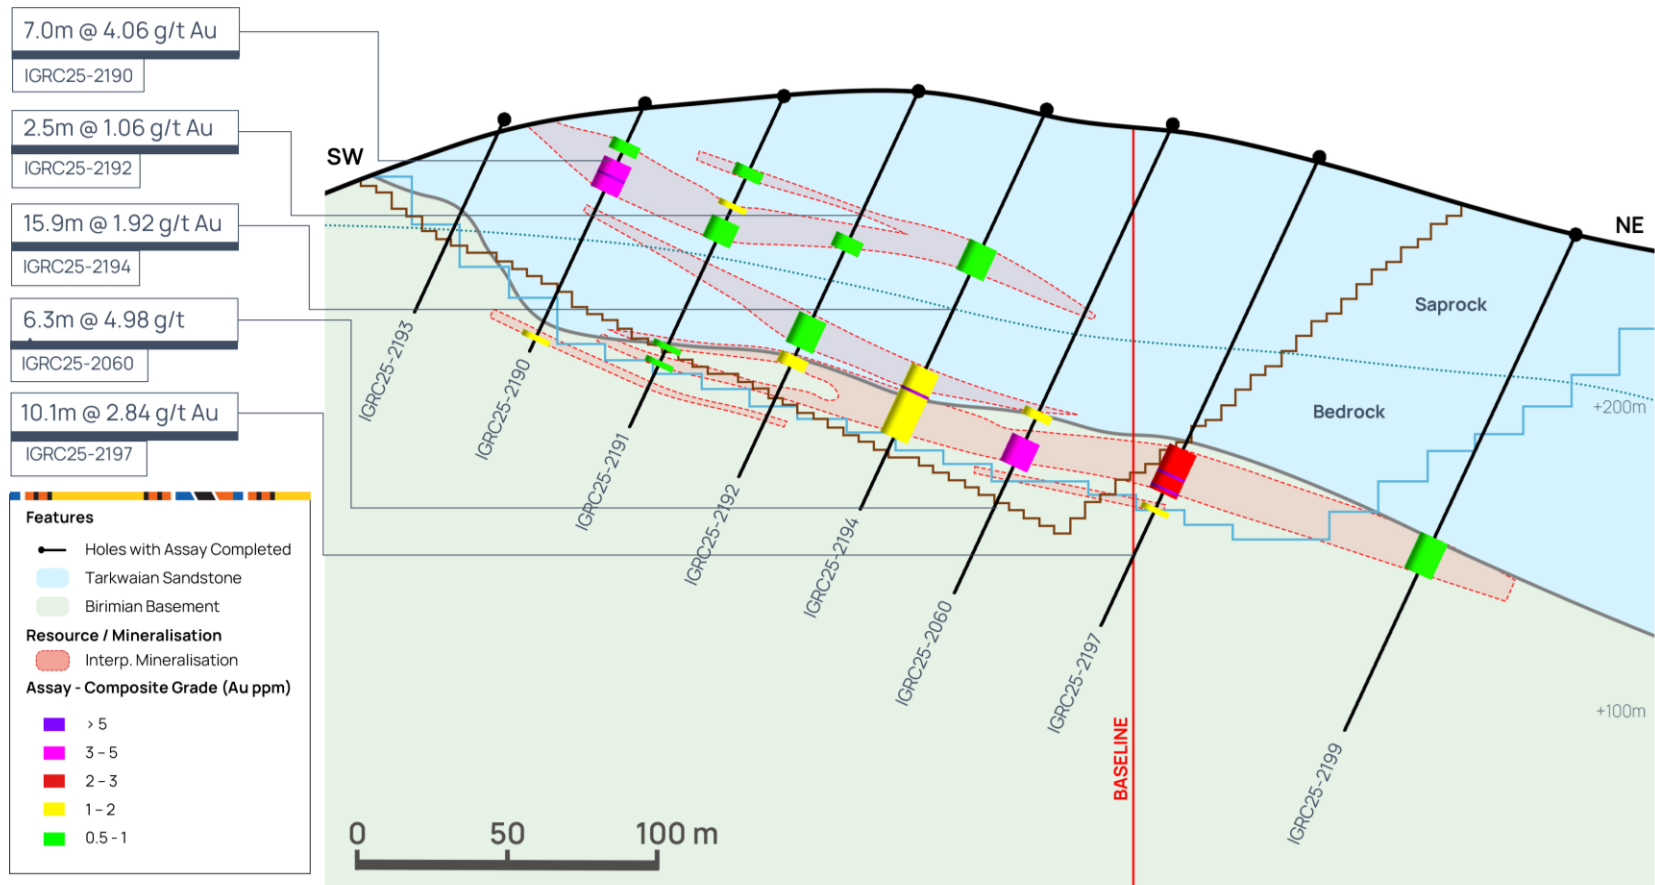 7.0m @ 4.06 g/t Au
IGRC25-2190
2.5m @ 1.06 g/t Au
IGRC25-2192
15.9m @ 1.92 g/t Au
IGRC25-2194
6.3m @ 4.98 g/t
IGRC25-2060
10.1m @ 2.84 g/t Au
IGRC25-2197
Features
Holes with Assay Completed
Tarkwaian Sandstone
Birimian Basement
Resource / Mineralisation
Interp. Mineralisation
Assay - Composite Grade (Au ppm)
> 5
3 – 5
2 – 3
1 – 2
0.5 - 1
SW
NE
Saprock
Bedrock
+200m
+100m
IGRC25-2193
IGRC25-2190
IGRC25-2191
IGRC25-2192
IGRC25-2194
IGRC25-2060
IGRC25-2197
IGRC25-2199
BASELINE
0 50 100 m